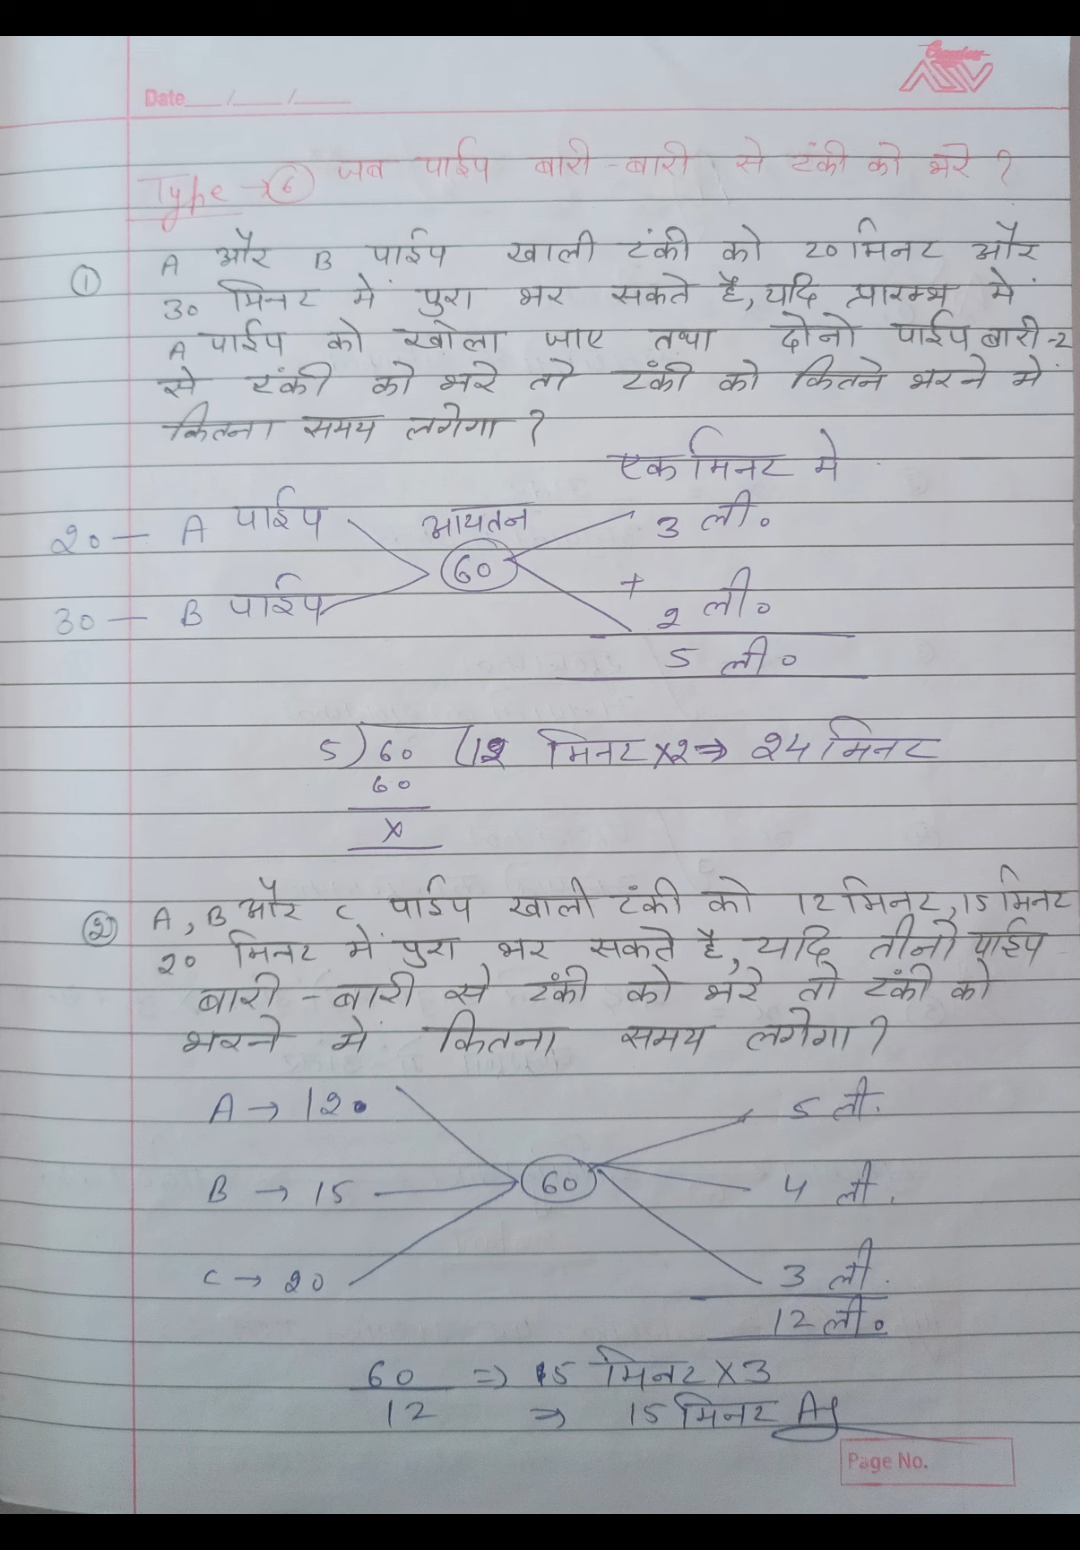 Date___/___/___
Type → 6 जब पाईप बारी-बारी से टंकी को भरे ?
① A और B पाईप खाली टंकी को 20 मिनट और
30 मिनट में पुरा भर सकते है, यदि प्रारम्भ में
A पाईप को खोला जाए तथा दोनो पाईप बारी-2
से टंकी को भरे तो टंकी को कितने भरने में
कितना समय लगेगा ?
एक मिनट मे
20 — A पाईप आयतन 3 ली०
60
30 — B पाईप + 2 ली०
5 ली०
5 ) 60 ( 12 मिनट ×2 ⇒ 24 मिनट
60
×
② A, B और C पाईप खाली टंकी को 12 मिनट, 15 मिनट
20 मिनट में पुरा भर सकते है, यदि तीनो पाईप
बारी - बारी से टंकी को भरे तो टंकी को
भरने में कितना समय लगेगा ?
A → 12 5 ली.
B → 15 60 4 ली.
C → 20 3 ली.
12 ली०
60 ⇒ 5 मिनट × 3
12 ⇒ 15 मिनट
Page No.